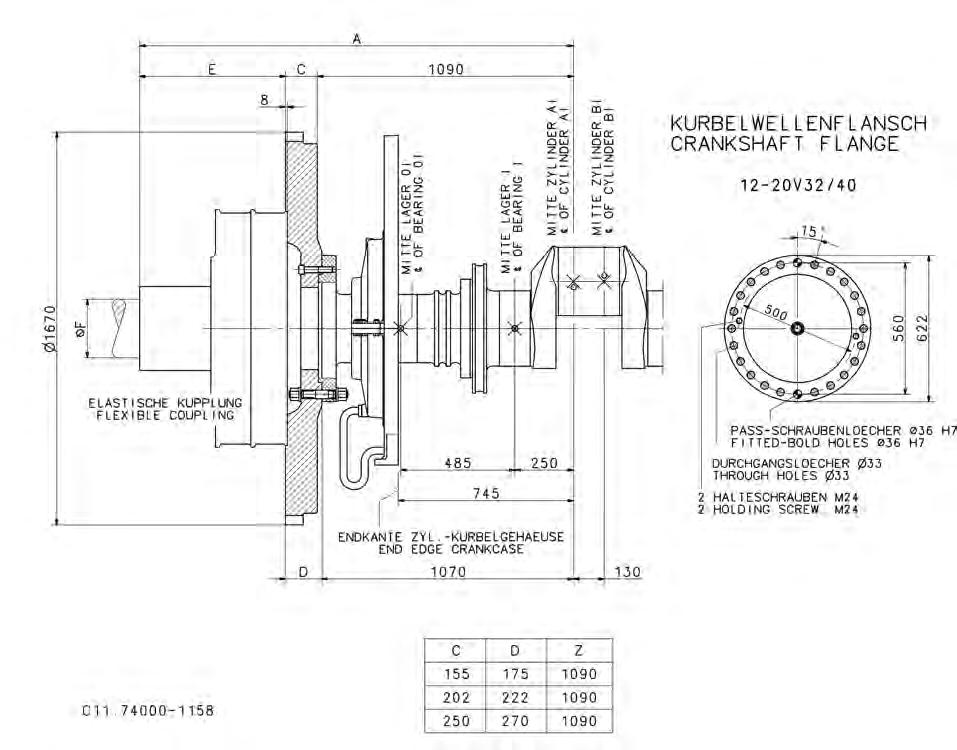 A
E
C
1090
8
KURBELWELLENFLANSCH
CRANKSHAFT FLANGE
12-20V32/40
15°
MITTE LAGER 01
℄ OF BEARING 001
MITTE LAGER 1
℄ OF BEARING 1
MITTE ZYLINDER A1
℄ OF CYLINDER A1
MITTE ZYLINDER B1
℄ OF CYLINDER B1
Ø1670
ØF
500
560
622
ELASTISCHE KUPPLUNG
FLEXIBLE COUPLING
PASS-SCHRAUBENLOECHER Ø36 H7
FITTED-BOLD HOLES Ø36 H7
DURCHGANGSLOECHER Ø33
THROUGH HOLES Ø33
2 HALTESCHRAUBEN M24
2 HOLDING SCREW M24
485
250
745
ENDKANTE ZYL.-KURBELGEHAEUSE
END EDGE CRANKCASE
D
1070
130
C D Z
155 175 1090
202 222 1090
250 270 1090
C11.74000-1158